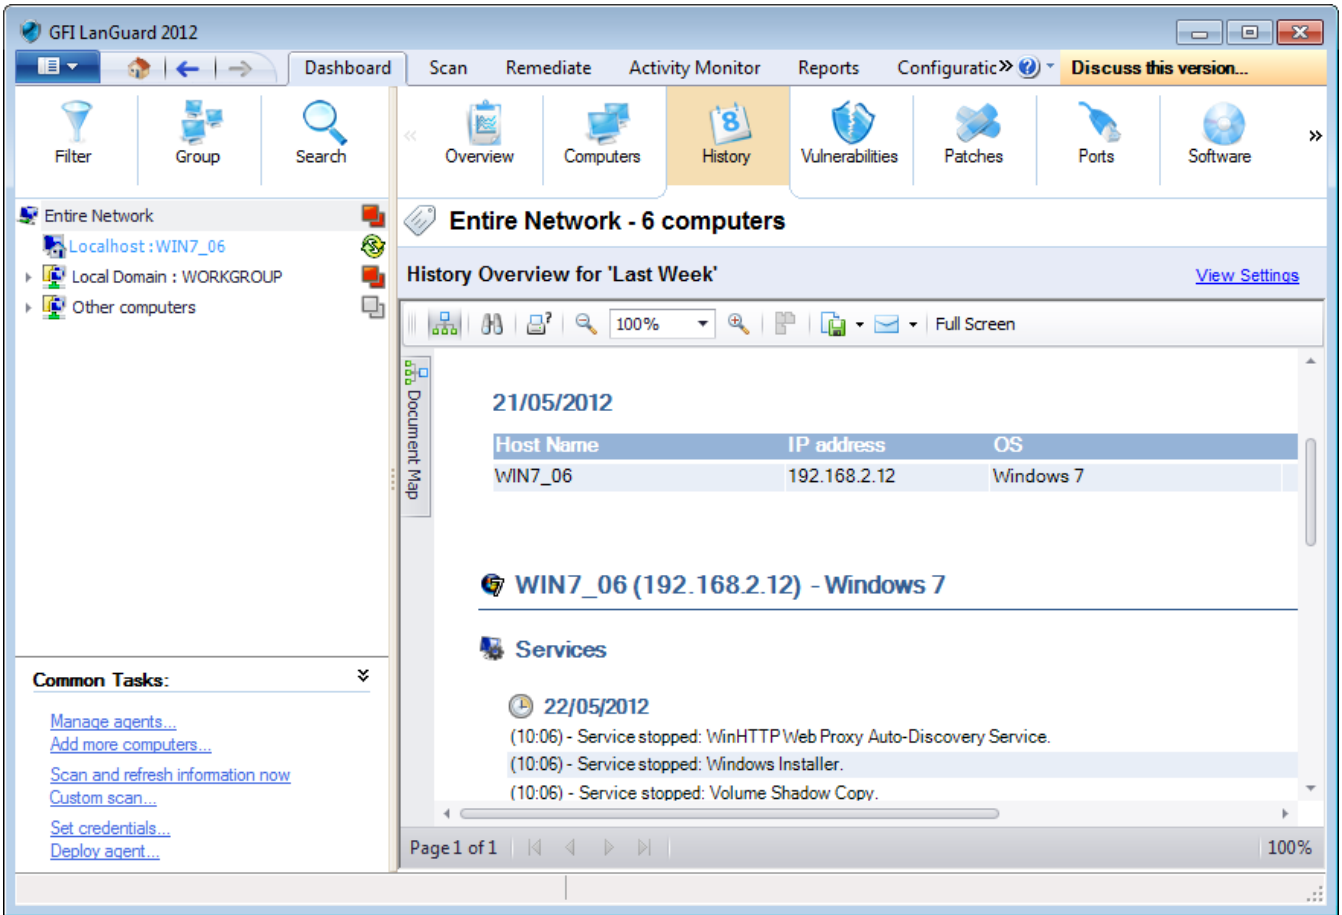 GFI LanGuard 2012
Dashboard Scan Remediate Activity Monitor Reports Configuratic» Discuss this version...
Filter Group Search Overview Computers History Vulnerabilities Patches Ports Software
Entire Network
Localhost : WIN7_06
Local Domain : WORKGROUP
Other computers
Common Tasks:
Manage agents...
Add more computers...
Scan and refresh information now
Custom scan...
Set credentials...
Deploy agent...
Entire Network - 6 computers
History Overview for 'Last Week' View Settings
100% Full Screen
Document Map
21/05/2012
Host Name IP address OS
WIN7_06 192.168.2.12 Windows 7
WIN7_06 (192.168.2.12) - Windows 7
Services
22/05/2012
(10:06) - Service stopped: WinHTTP Web Proxy Auto-Discovery Service.
(10:06) - Service stopped: Windows Installer.
(10:06) - Service stopped: Volume Shadow Copy.
Page 1 of 1 100%